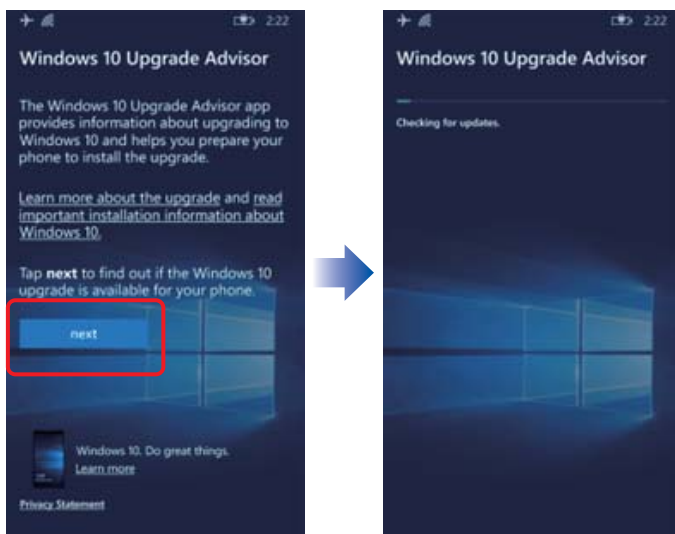 2:22
Windows 10 Upgrade Advisor
The Windows 10 Upgrade Advisor app
provides information about upgrading to
Windows 10 and helps you prepare your
phone to install the upgrade.
Learn more about the upgrade and read
important installation information about
Windows 10.
Tap next to find out if the Windows 10
upgrade is available for your phone.
next
Windows 10. Do great things.
Learn more
Privacy Statement
2:22
Windows 10 Upgrade Advisor
Checking for updates.